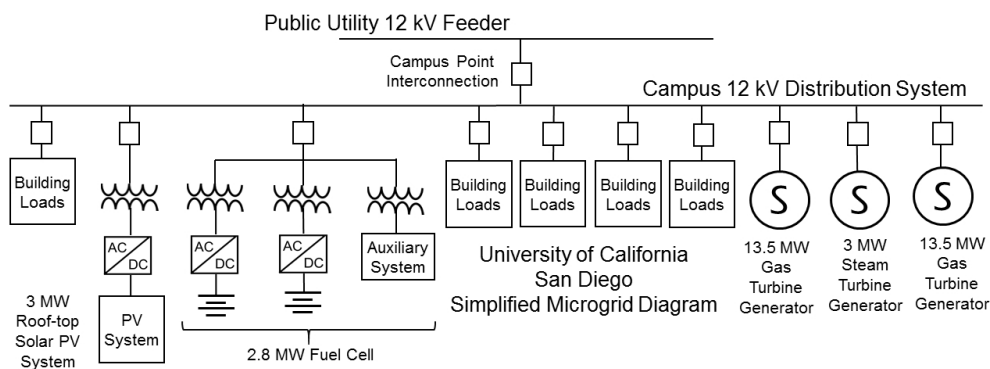 Public Utility 12 kV Feeder
Campus Point
Interconnection
Campus 12 kV Distribution System
Building
Loads
AC
DC
PV
System
3 MW
Roof-top
Solar PV
System
AC
DC
AC
DC
Auxiliary
System
2.8 MW Fuel Cell
Building
Loads
Building
Loads
Building
Loads
Building
Loads
University of California
San Diego
Simplified Microgrid Diagram
S
13.5 MW
Gas
Turbine
Generator
S
3 MW
Steam
Turbine
Generator
S
13.5 MW
Gas
Turbine
Generator